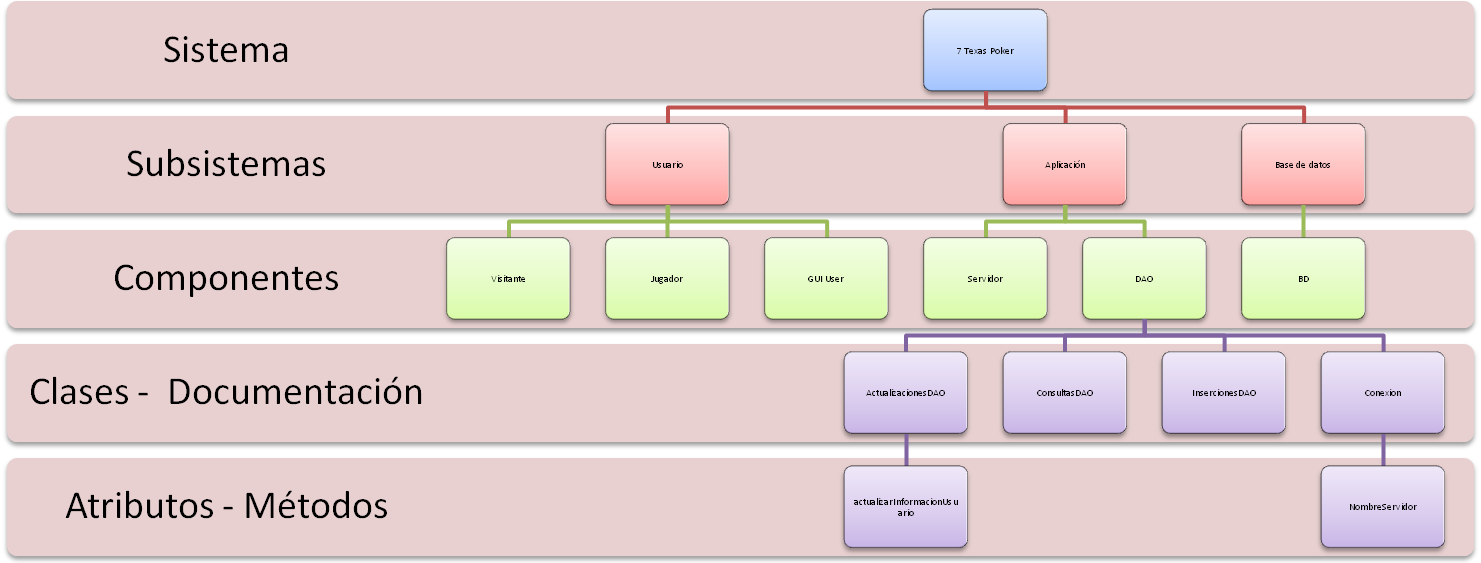 Sistema
7 Texas Poker
Subsistemas
Usuario
Aplicación
Base de datos
Componentes
Visitante
Jugador
GUI User
Servidor
DAO
BD
Clases - Documentación
ActualizacionesDAO
ConsultasDAO
InsercionesDAO
Conexion
Atributos - Métodos
actualizarInformacionUsu
ario
NombreServidor